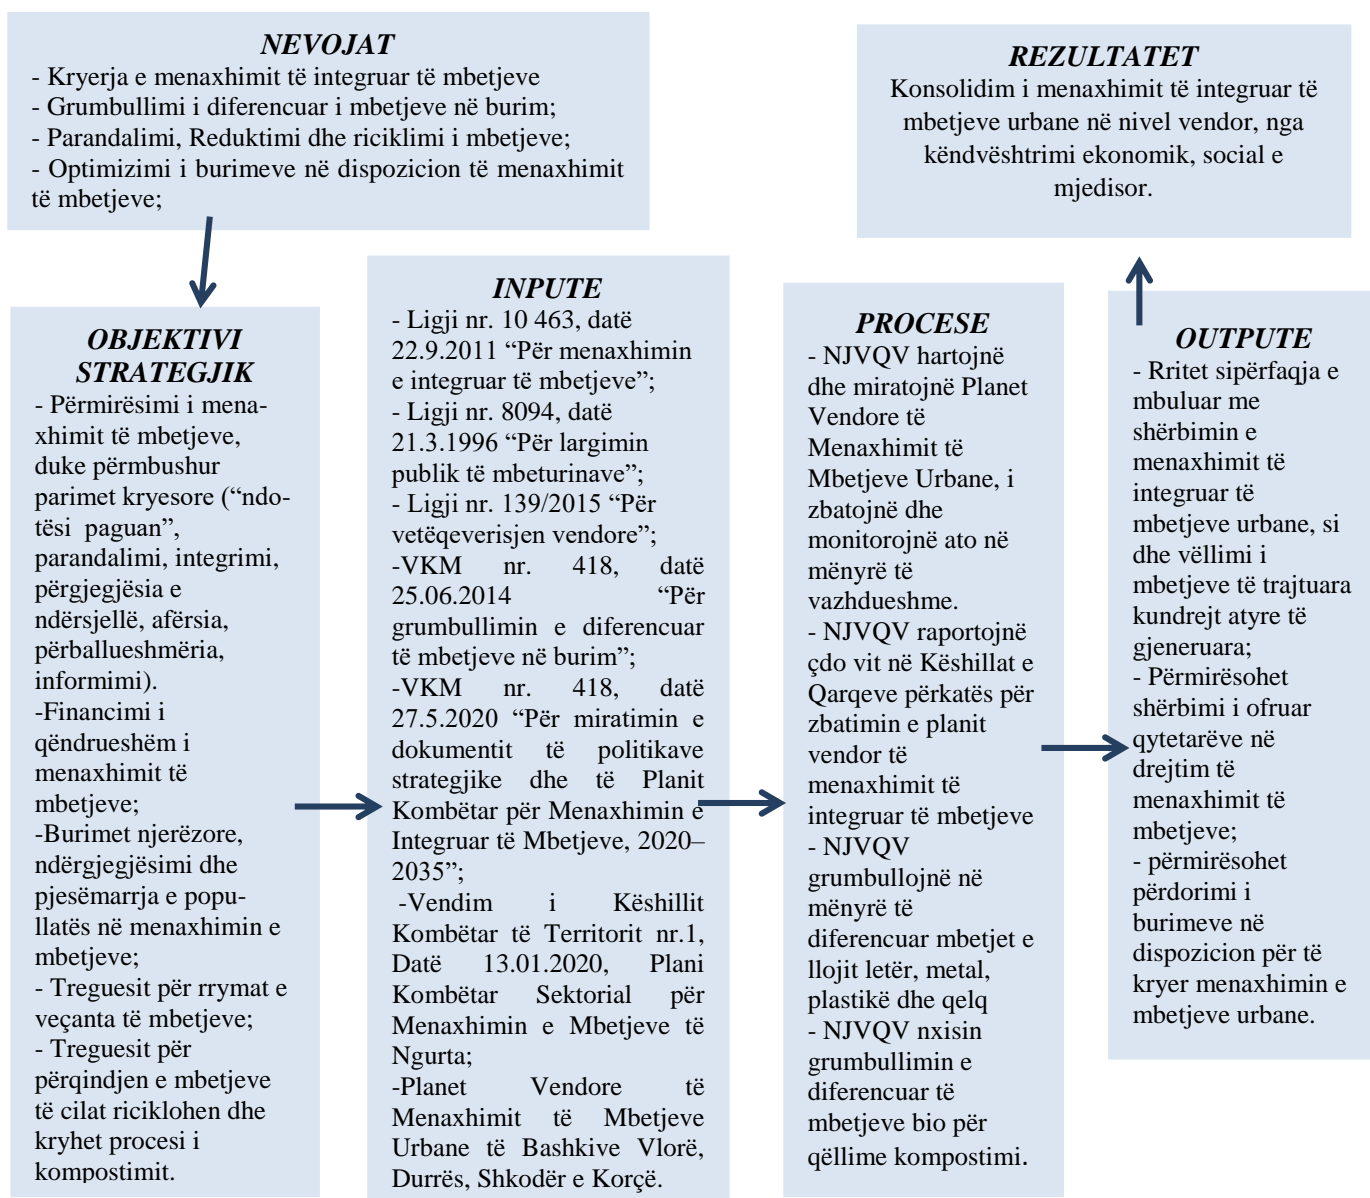 NEVOJAT
- Kryerja e menaxhimit të integruar të mbetjeve
- Grumbullimi i diferencuar i mbetjeve në burim;
- Parandalimi, Reduktimi dhe riciklimi i mbetjeve;
- Optimizimi i burimeve në dispozicion të menaxhimit
të mbetjeve;
REZULTATET
Konsolidim i menaxhimit të integruar të
mbetjeve urbane në nivel vendor, nga
këndvështrimi ekonomik, social e
mjedisor.
OBJEKTIVI
STRATEGJIK
- Përmirësimi i mena-
xhimit të mbetjeve,
duke përmbushur
parimet kryesore (“ndo-
tësi paguan”,
parandalimi, integrimi,
përgjegjësia e
ndërsjellë, afërsia,
përballueshmëria,
informimi).
-Financimi i
qëndrueshëm i
menaxhimit të
mbetjeve;
-Burimet njerëzore,
ndërgjegjësimi dhe
pjesëmarrja e popu-
llatës në menaxhimin e
mbetjeve;
- Treguesit për rrymat e
veçanta të mbetjeve;
- Treguesit për
përqindjen e mbetjeve
të cilat riciklohen dhe
kryhet procesi i
kompostimit.
INPUTE
- Ligji nr. 10 463, datë
22.9.2011 “Për menaxhimin
e integruar të mbetjeve”;
- Ligji nr. 8094, datë
21.3.1996 “Për largimin
publik të mbeturinave”;
- Ligji nr. 139/2015 “Për
vetëqeverisjen vendore”;
-VKM nr. 418, datë
25.06.2014 “Për
grumbullimin e diferencuar
të mbetjeve në burim”;
-VKM nr. 418, datë
27.5.2020 “Për miratimin e
dokumentit të politikave
strategjike dhe të Planit
Kombëtar për Menaxhimin e
Integruar të Mbetjeve, 2020–
2035”;
-Vendim i Këshillit
Kombëtar të Territorit nr.1,
Datë 13.01.2020, Plani
Kombëtar Sektorial për
Menaxhimin e Mbetjeve të
Ngurta;
-Planet Vendore të
Menaxhimit të Mbetjeve
Urbane të Bashkive Vlorë,
Durrës, Shkodër e Korçë.
PROCESE
- NJVQV hartojnë
dhe miratojnë Planet
Vendore të
Menaxhimit të
Mbetjeve Urbane, i
zbatojnë dhe
monitorojnë ato në
mënyrë të
vazhdueshme.
- NJVQV raportojnë
çdo vit në Këshillat e
Qarqeve përkatës për
zbatimin e planit
vendor të
menaxhimit të
integruar të mbetjeve
- NJVQV
grumbullojnë në
mënyrë të
diferencuar mbetjet e
llojit letër, metal,
plastikë dhe qelq
- NJVQV nxisin
grumbullimin e
diferencuar të
mbetjeve bio për
qëllime kompostimi.
OUTPUTE
- Rritet sipërfaqja e
mbuluar me
shërbimin e
menaxhimit të
integruar të
mbetjeve urbane, si
dhe vëllimi i
mbetjeve të trajtuara
kundrejt atyre të
gjeneruara;
- Përmirësohet
shërbimi i ofruar
qytetarëve në
drejtim të
menaxhimit të
mbetjeve;
- përmirësohet
përdorimi i
burimeve në
dispozicion për të
kryer menaxhimin e
mbetjeve urbane.